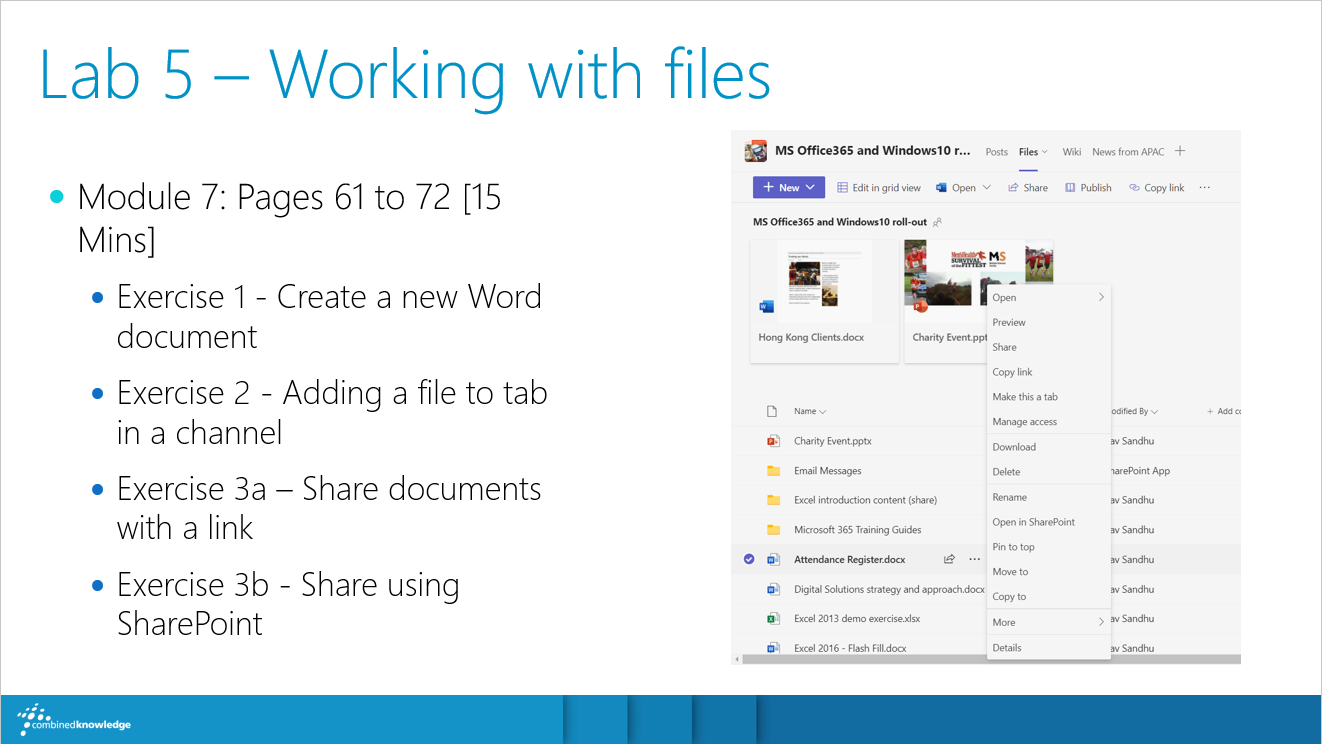 Lab 5 – Working with files
Module 7: Pages 61 to 72 [15
Mins]
Exercise 1 - Create a new Word
document
Exercise 2 - Adding a file to tab
in a channel
Exercise 3a – Share documents
with a link
Exercise 3b - Share using
SharePoint
MS Office365 and Windows10 r... Posts Files Wiki News from APAC
New Edit in grid view Open Share Publish Copy link ...
MS Office365 and Windows10 roll-out
SURVIVAL
OF THE FITTEST
MS
Hong Kong Clients.docx
Charity Event.ppt
Open
Preview
Share
Copy link
Make this a tab
Manage access
Download
Delete
Rename
Open in SharePoint
Pin to top
Move to
Copy to
More
Details
Name odified By + Add co
Charity Event.pptx av Sandhu
Email Messages harePoint App
Excel introduction content (share) av Sandhu
Microsoft 365 Training Guides av Sandhu
Attendance Register.docx ... av Sandhu
Digital Solutions strategy and approach.docx av Sandhu
Excel 2013 demo exercise.xlsx av Sandhu
Excel 2016 - Flash Fill.docx av Sandhu
combinedknowledge